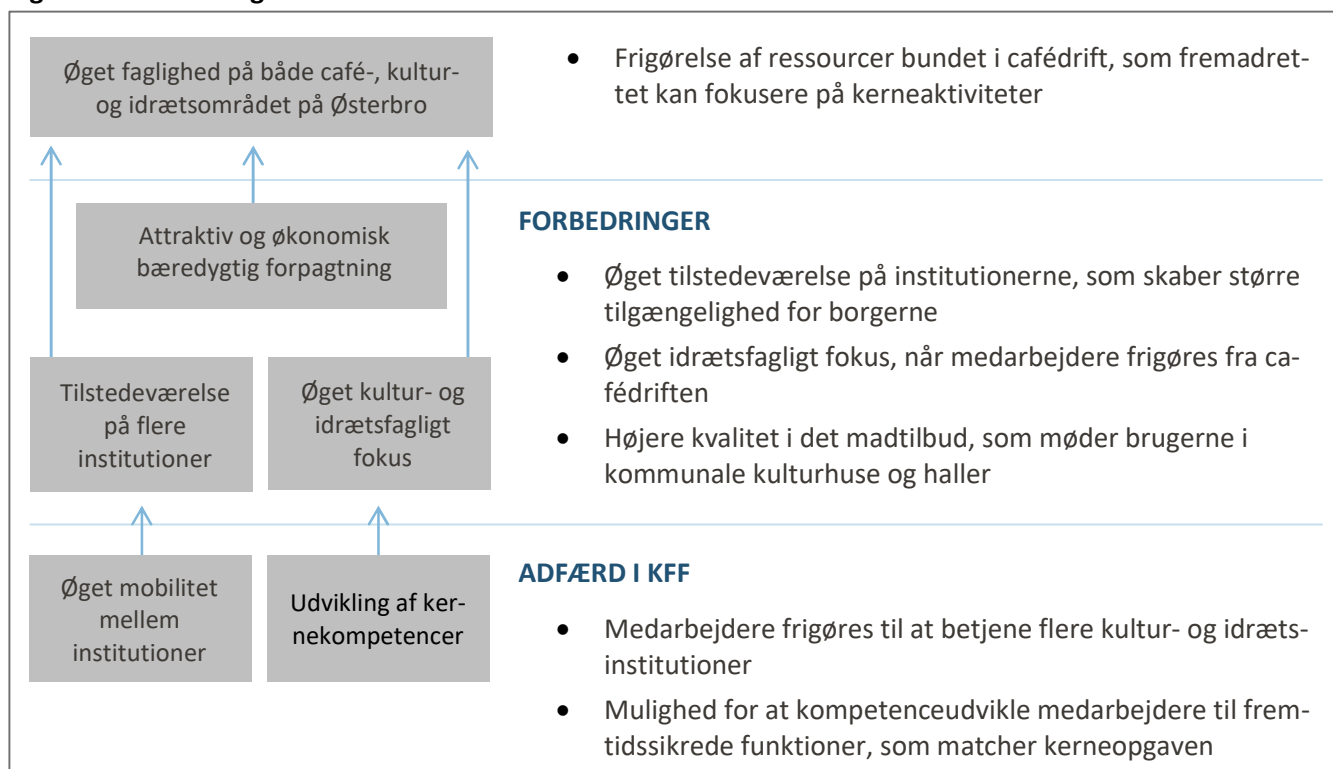 Øget faglighed på både café-, kultur-
og idrætsområdet på Østerbro
• Frigørelse af ressourcer bundet i cafédrift, som fremadret-
tet kan fokusere på kerneaktiviteter
Attraktiv og økonomisk
bæredygtig forpagtning
FORBEDRINGER
• Øget tilstedeværelse på institutionerne, som skaber større
tilgængelighed for borgerne
• Øget idrætsfagligt fokus, når medarbejdere frigøres fra ca-
fédriften
• Højere kvalitet i det madtilbud, som møder brugerne i
kommunale kulturhuse og haller
Tilstedeværelse
på flere
institutioner
Øget kultur- og
idrætsfagligt
fokus
Øget mobilitet
mellem
institutioner
Udvikling af ker-
nekompetencer
ADFÆRD I KFF
• Medarbejdere frigøres til at betjene flere kultur- og idræts-
institutioner
• Mulighed for at kompetenceudvikle medarbejdere til frem-
tidssikrede funktioner, som matcher kerneopgaven